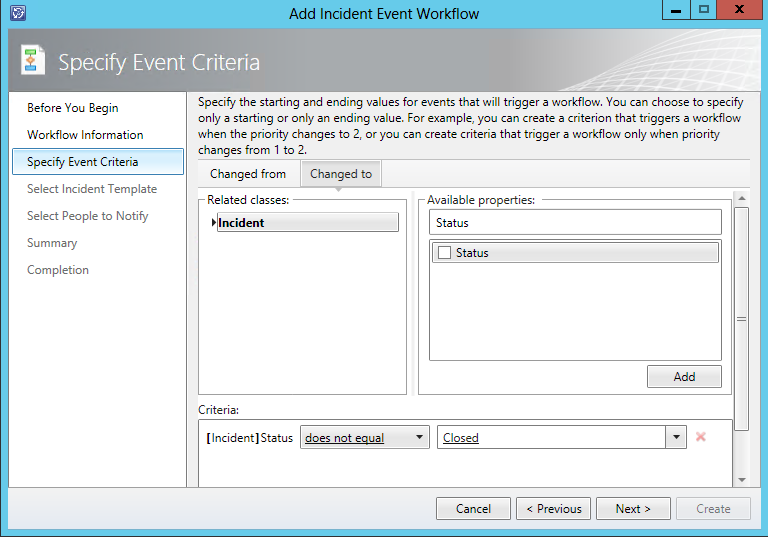 Add Incident Event Workflow
Specify Event Criteria
Before You Begin
Workflow Information
Specify Event Criteria
Select Incident Template
Select People to Notify
Summary
Completion
Specify the starting and ending values for events that will trigger a workflow. You can choose to specify
only a starting or only an ending value. For example, you can create a criterion that triggers a workflow
when the priority changes to 2, or you can create criteria that trigger a workflow only when priority
changes from 1 to 2.
Changed from
Changed to
Related classes:
Incident
Available properties:
Status
Status
Add
Criteria:
[Incident]Status does not equal Closed
Cancel
< Previous
Next >
Create